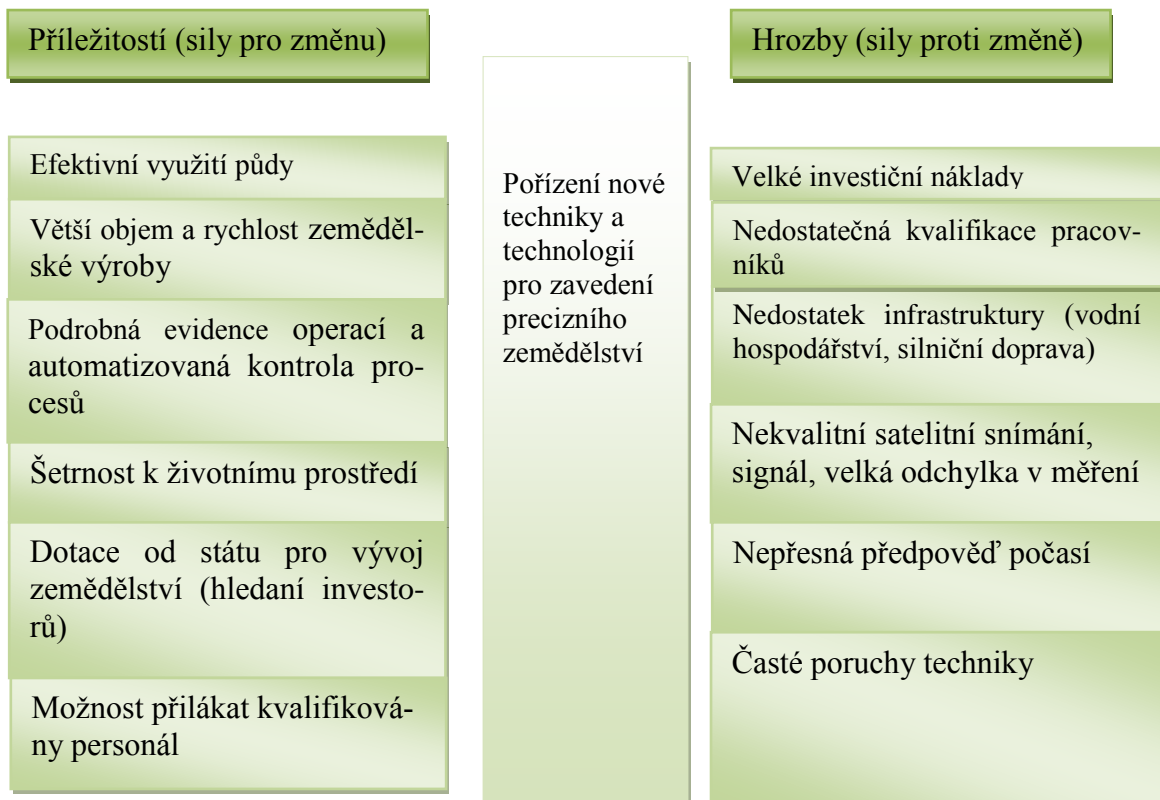 Příležitostí (sily pro změnu)
Efektivní využití půdy
Větší objem a rychlost zeměděl-
ské výroby
Podrobná evidence operací a
automatizovaná kontrola pro-
cesů
Šetrnost k životnímu prostředí
Dotace od státu pro vývoj
zemědělství (hledaní investo-
rů)
Možnost přilákat kvalifiková-
ny personál
Pořízení nové
techniky a
technologií
pro zavedení
precizního
zemědělství
Hrozby (sily proti změně)
Velké investiční náklady
Nedostatečná kvalifikace pracov-
níků
Nedostatek infrastruktury (vodní
hospodářství, silniční doprava)
Nekvalitní satelitní snímání,
signál, velká odchylka v měření
Nepřesná předpověď počasí
Časté poruchy techniky